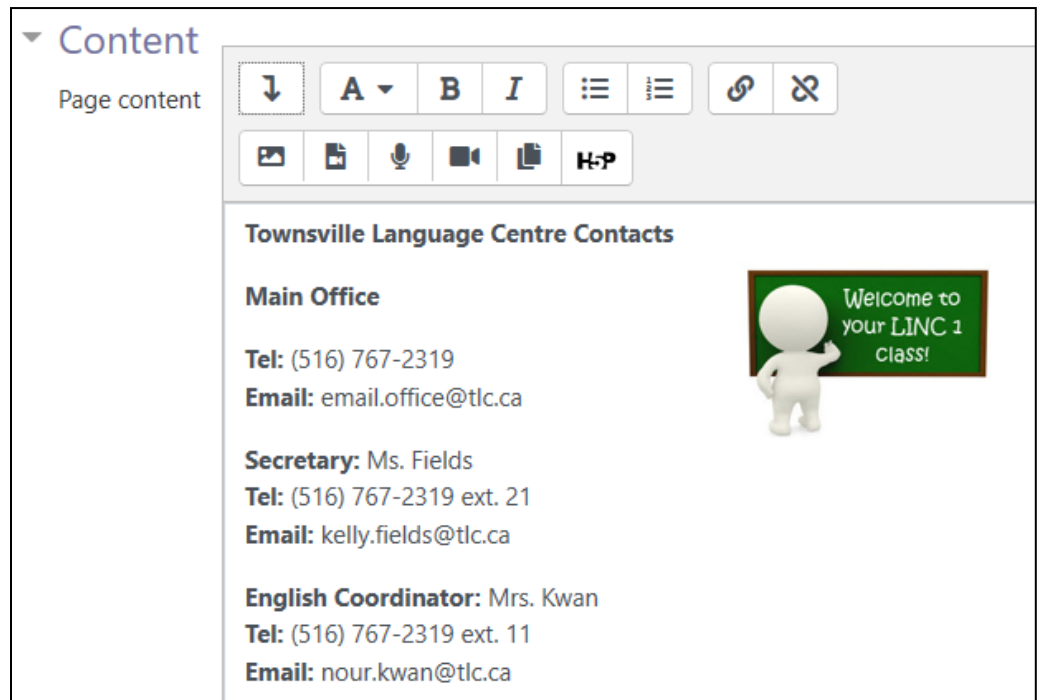 Content
Page content
A B I
H5P
Townsville Language Centre Contacts
Main Office
Tel: (516) 767-2319
Email: email.office@tlc.ca
Welcome to
your LINC 1
class!
Secretary: Ms. Fields
Tel: (516) 767-2319 ext. 21
Email: kelly.fields@tlc.ca
English Coordinator: Mrs. Kwan
Tel: (516) 767-2319 ext. 11
Email: nour.kwan@tlc.ca